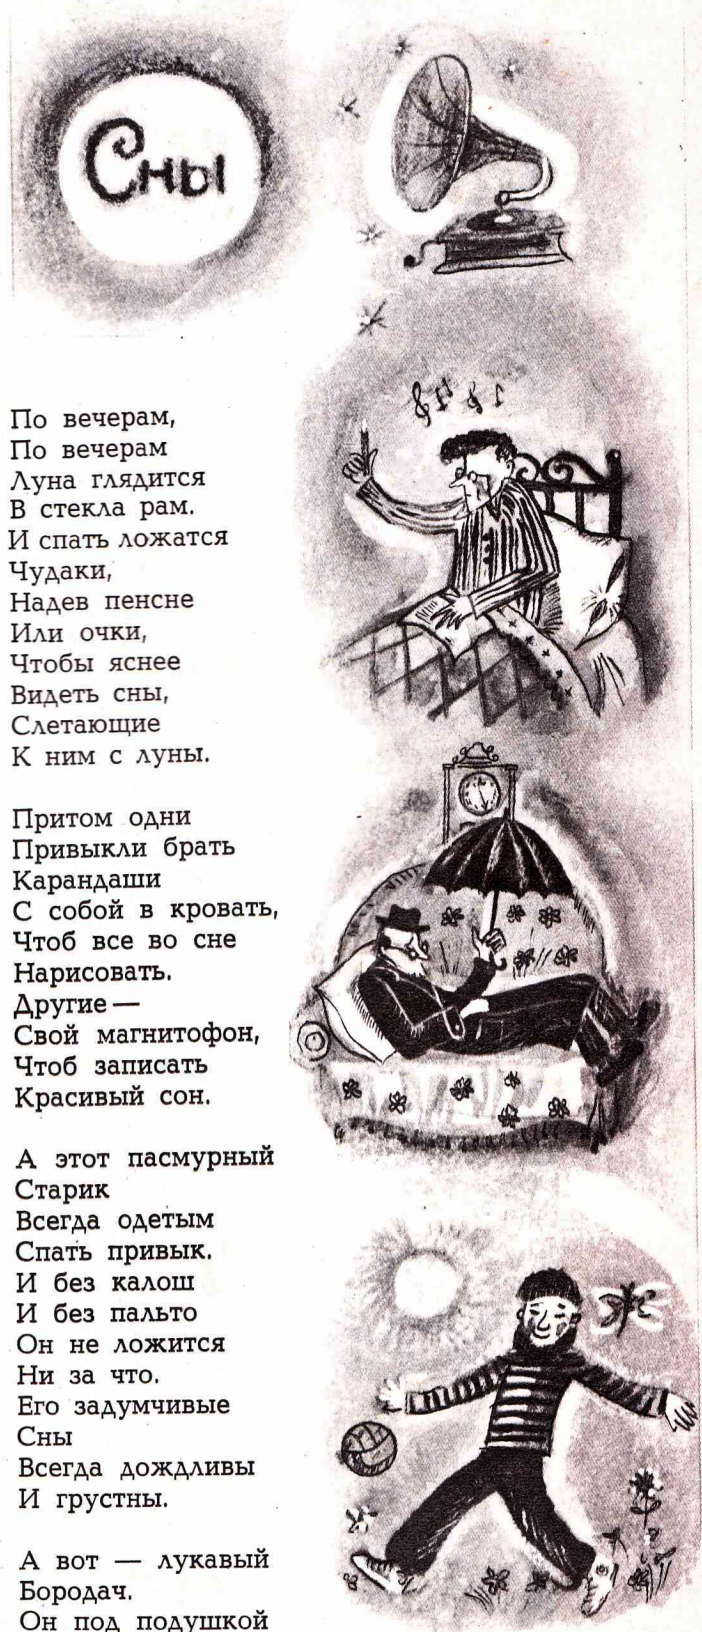 Сны
По вечерам,
По вечерам
Луна глядится
В стекла рам.
И спать ложатся
Чудаки,
Надев пенсне
Или очки,
Чтобы яснее
Видеть сны,
Слетающие
К ним с луны.
Притом одни
Привыкли брать
Карандаши
С собой в кровать,
Чтоб все во сне
Нарисовать.
Другие —
Свой магнитофон,
Чтоб записать
Красивый сон.
А этот пасмурный
Старик
Всегда одетым
Спать привык.
И без калош
И без пальто
Он не ложится
Ни за что.
Его задумчивые
Сны
Всегда дождливы
И грустны.
А вот — лукавый
Бородач.
Он под подушкой